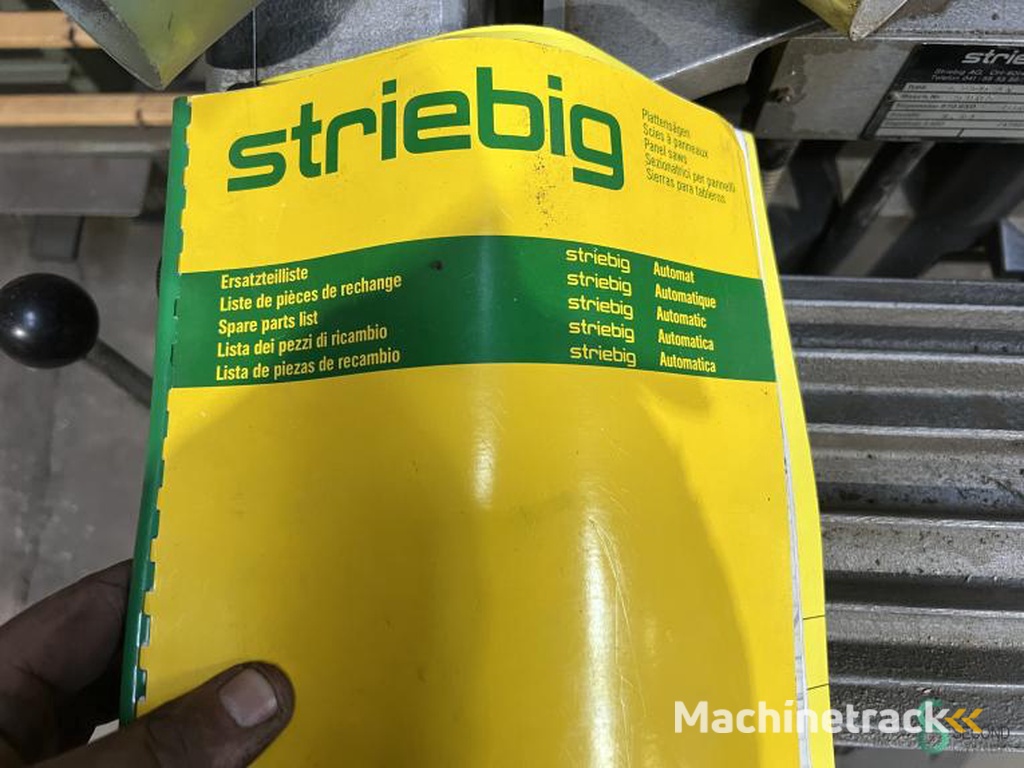 striebig
Plattensägen
Scies à panneaux
Panel saws
Sezionatrici per pannelli
Sierras para tableros
Ersatzteilliste striebig Automat
Liste de pièces de rechange striebig Automatique
Spare parts list striebig Automatic
Lista dei pezzi di ricambio striebig Automatica
Lista de piezas de recambio striebig Automatica
Striebig AG,
Machinetrack
SECOND